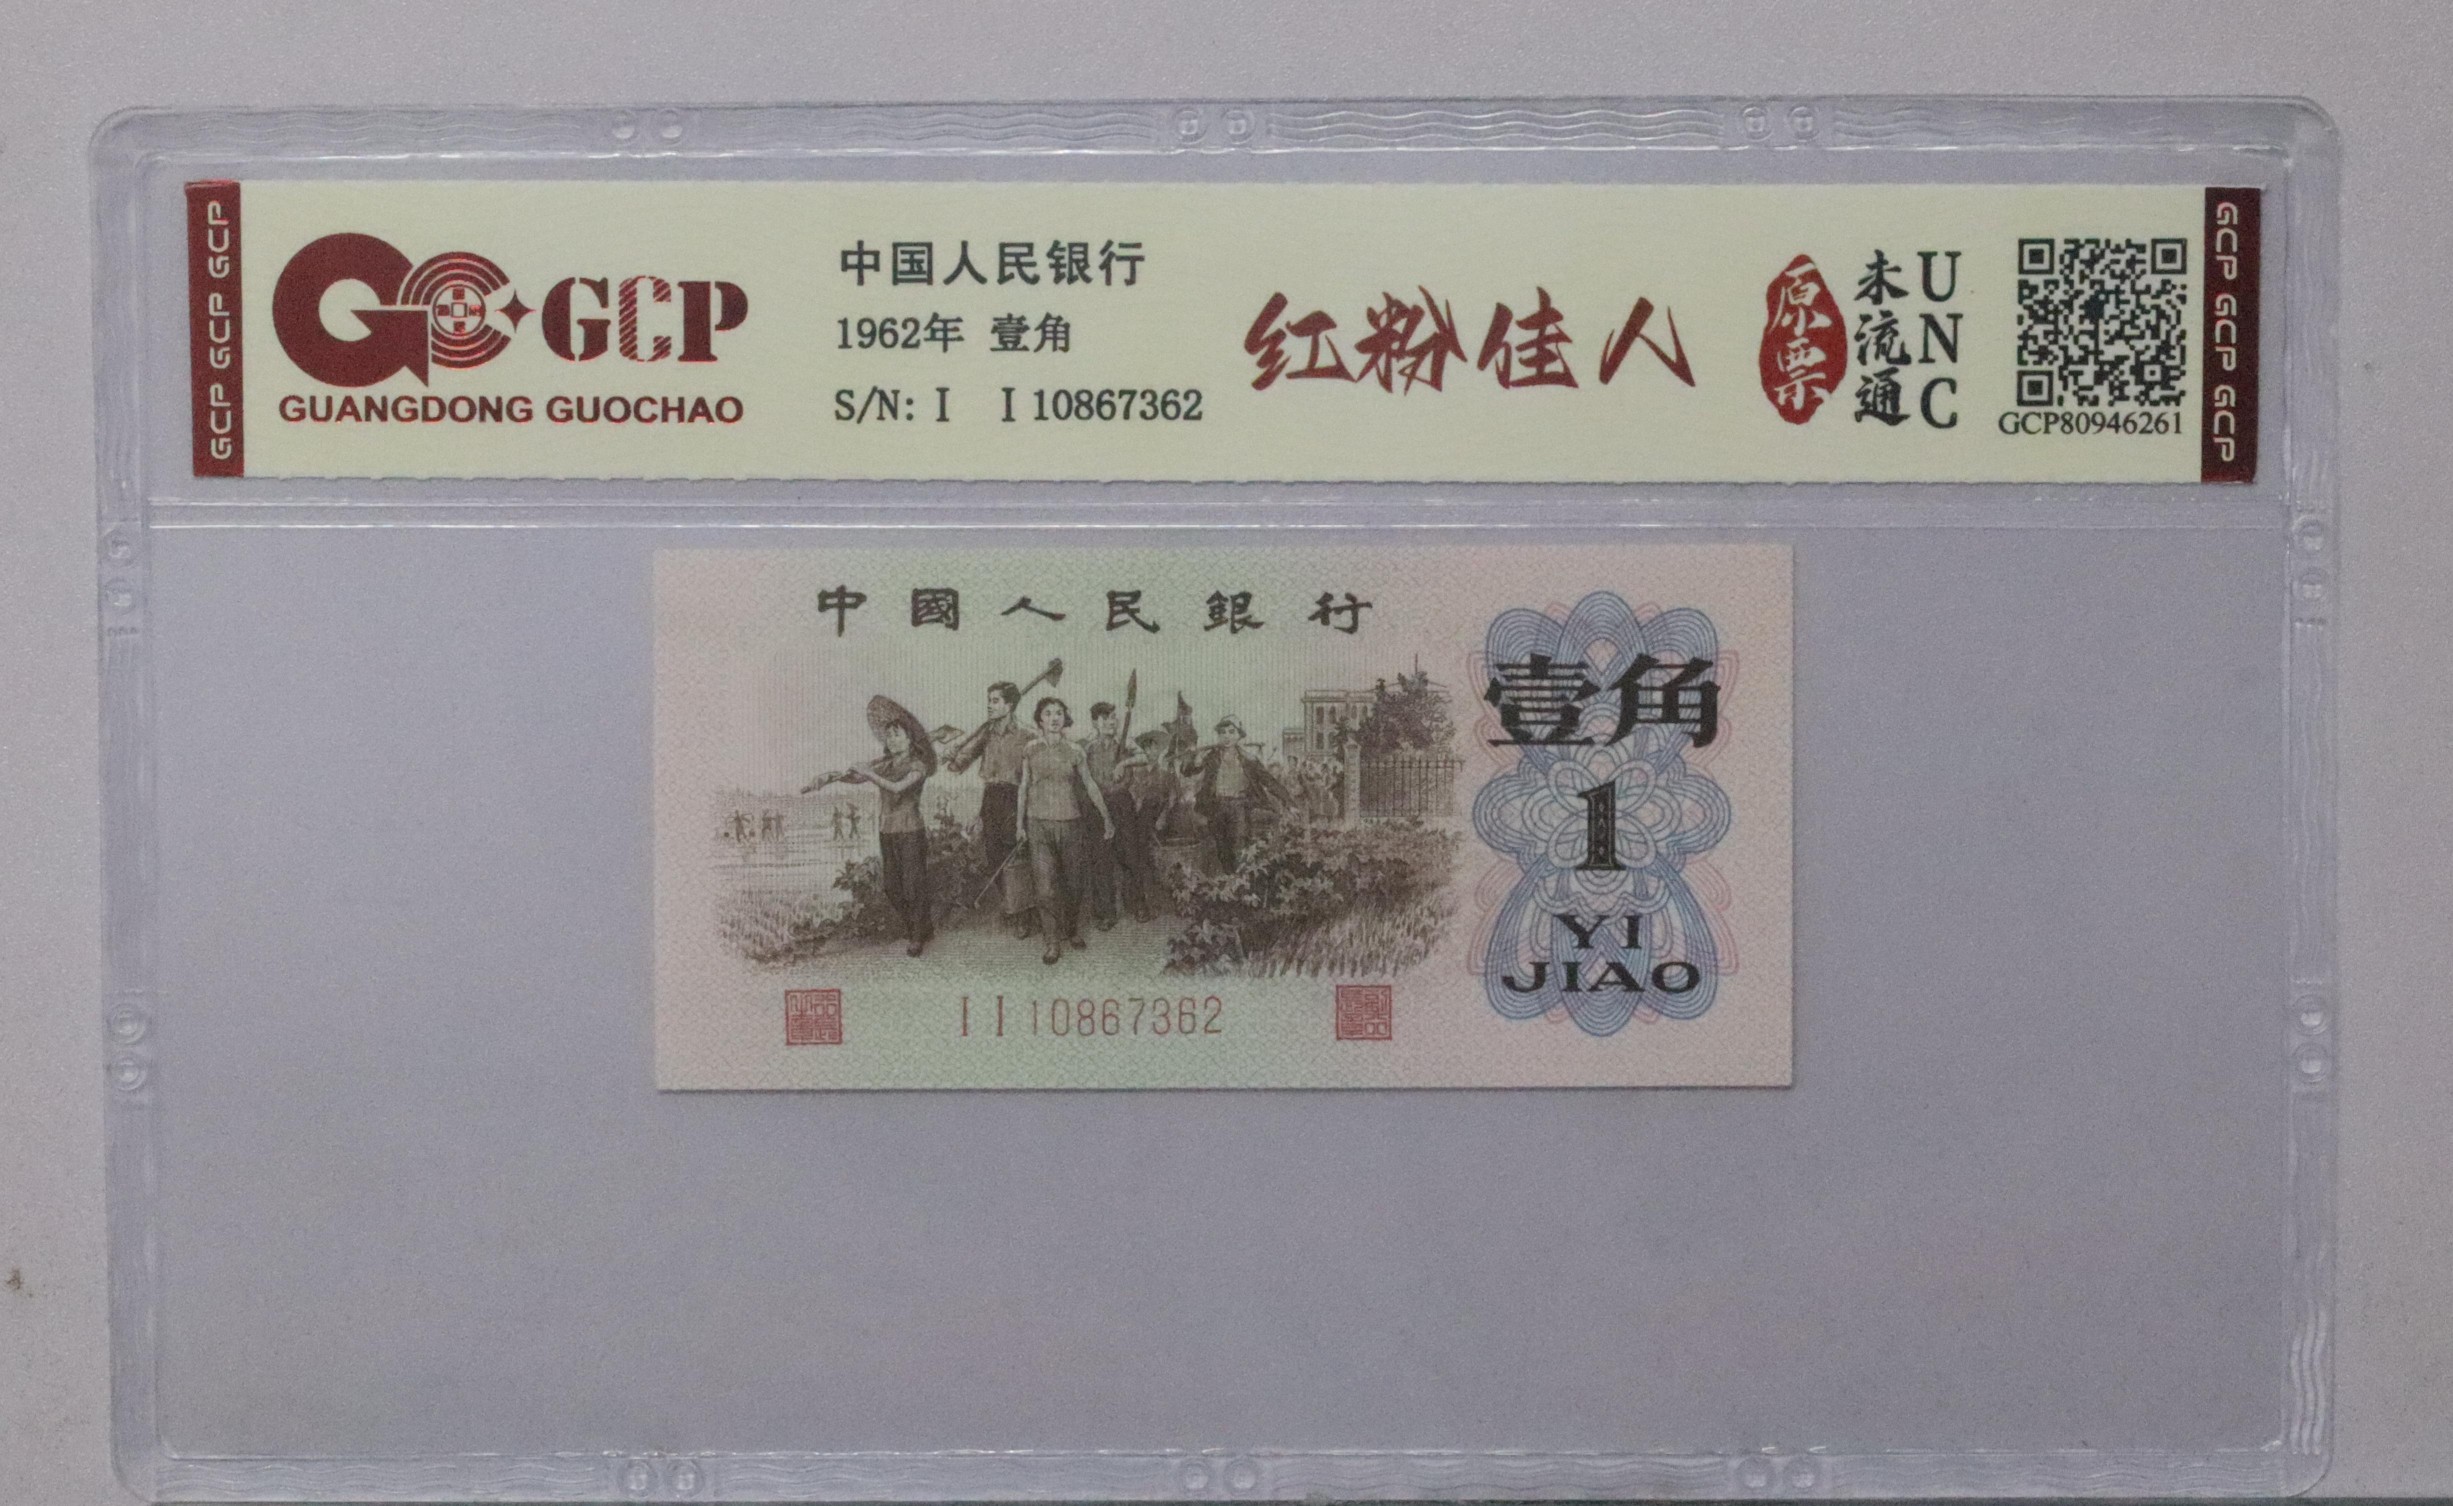 GCP GCP GCP
GCP
GUANGDONG GUOCHAO
中国人民银行
1962年 壹角
S/N: I I 10867362
红粉佳人
原票
未流通
UNC
GCP80946261
GCP GCP GCP
中國人民銀行
壹角
1
YI
JIAO
I I 10867362